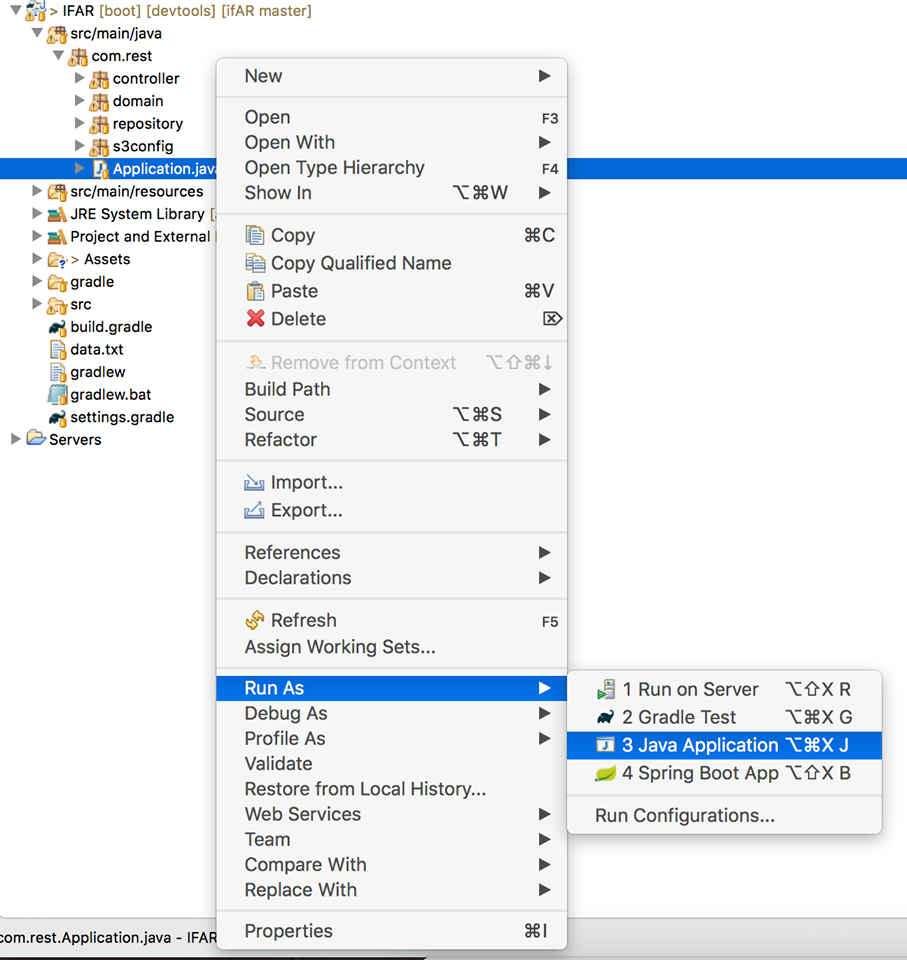 > IFAR [boot] [devtools] [ifAR master]
src/main/java
com.rest
controller
domain
repository
s3config
Application.java
src/main/resources
JRE System Library [
Project and External
> Assets
gradle
src
build.gradle
data.txt
gradlew
gradlew.bat
settings.gradle
Servers
New
Open F3
Open With
Open Type Hierarchy F4
Show In ⌥⌘W
Copy ⌘C
Copy Qualified Name
Paste ⌘V
Delete ⌦
Remove from Context ⌥⇧⌘↓
Build Path
Source ⌥⌘S
Refactor ⌥⌘T
Import...
Export...
References
Declarations
Refresh F5
Assign Working Sets...
Run As
Debug As
Profile As
Validate
Restore from Local History...
Web Services
Team
Compare With
Replace With
Properties ⌘I
1 Run on Server ⌥⇧X R
2 Gradle Test ⌥⌘X G
3 Java Application ⌥⌘X J
4 Spring Boot App ⌥⇧X B
Run Configurations...
com.rest.Application.java - IFAR